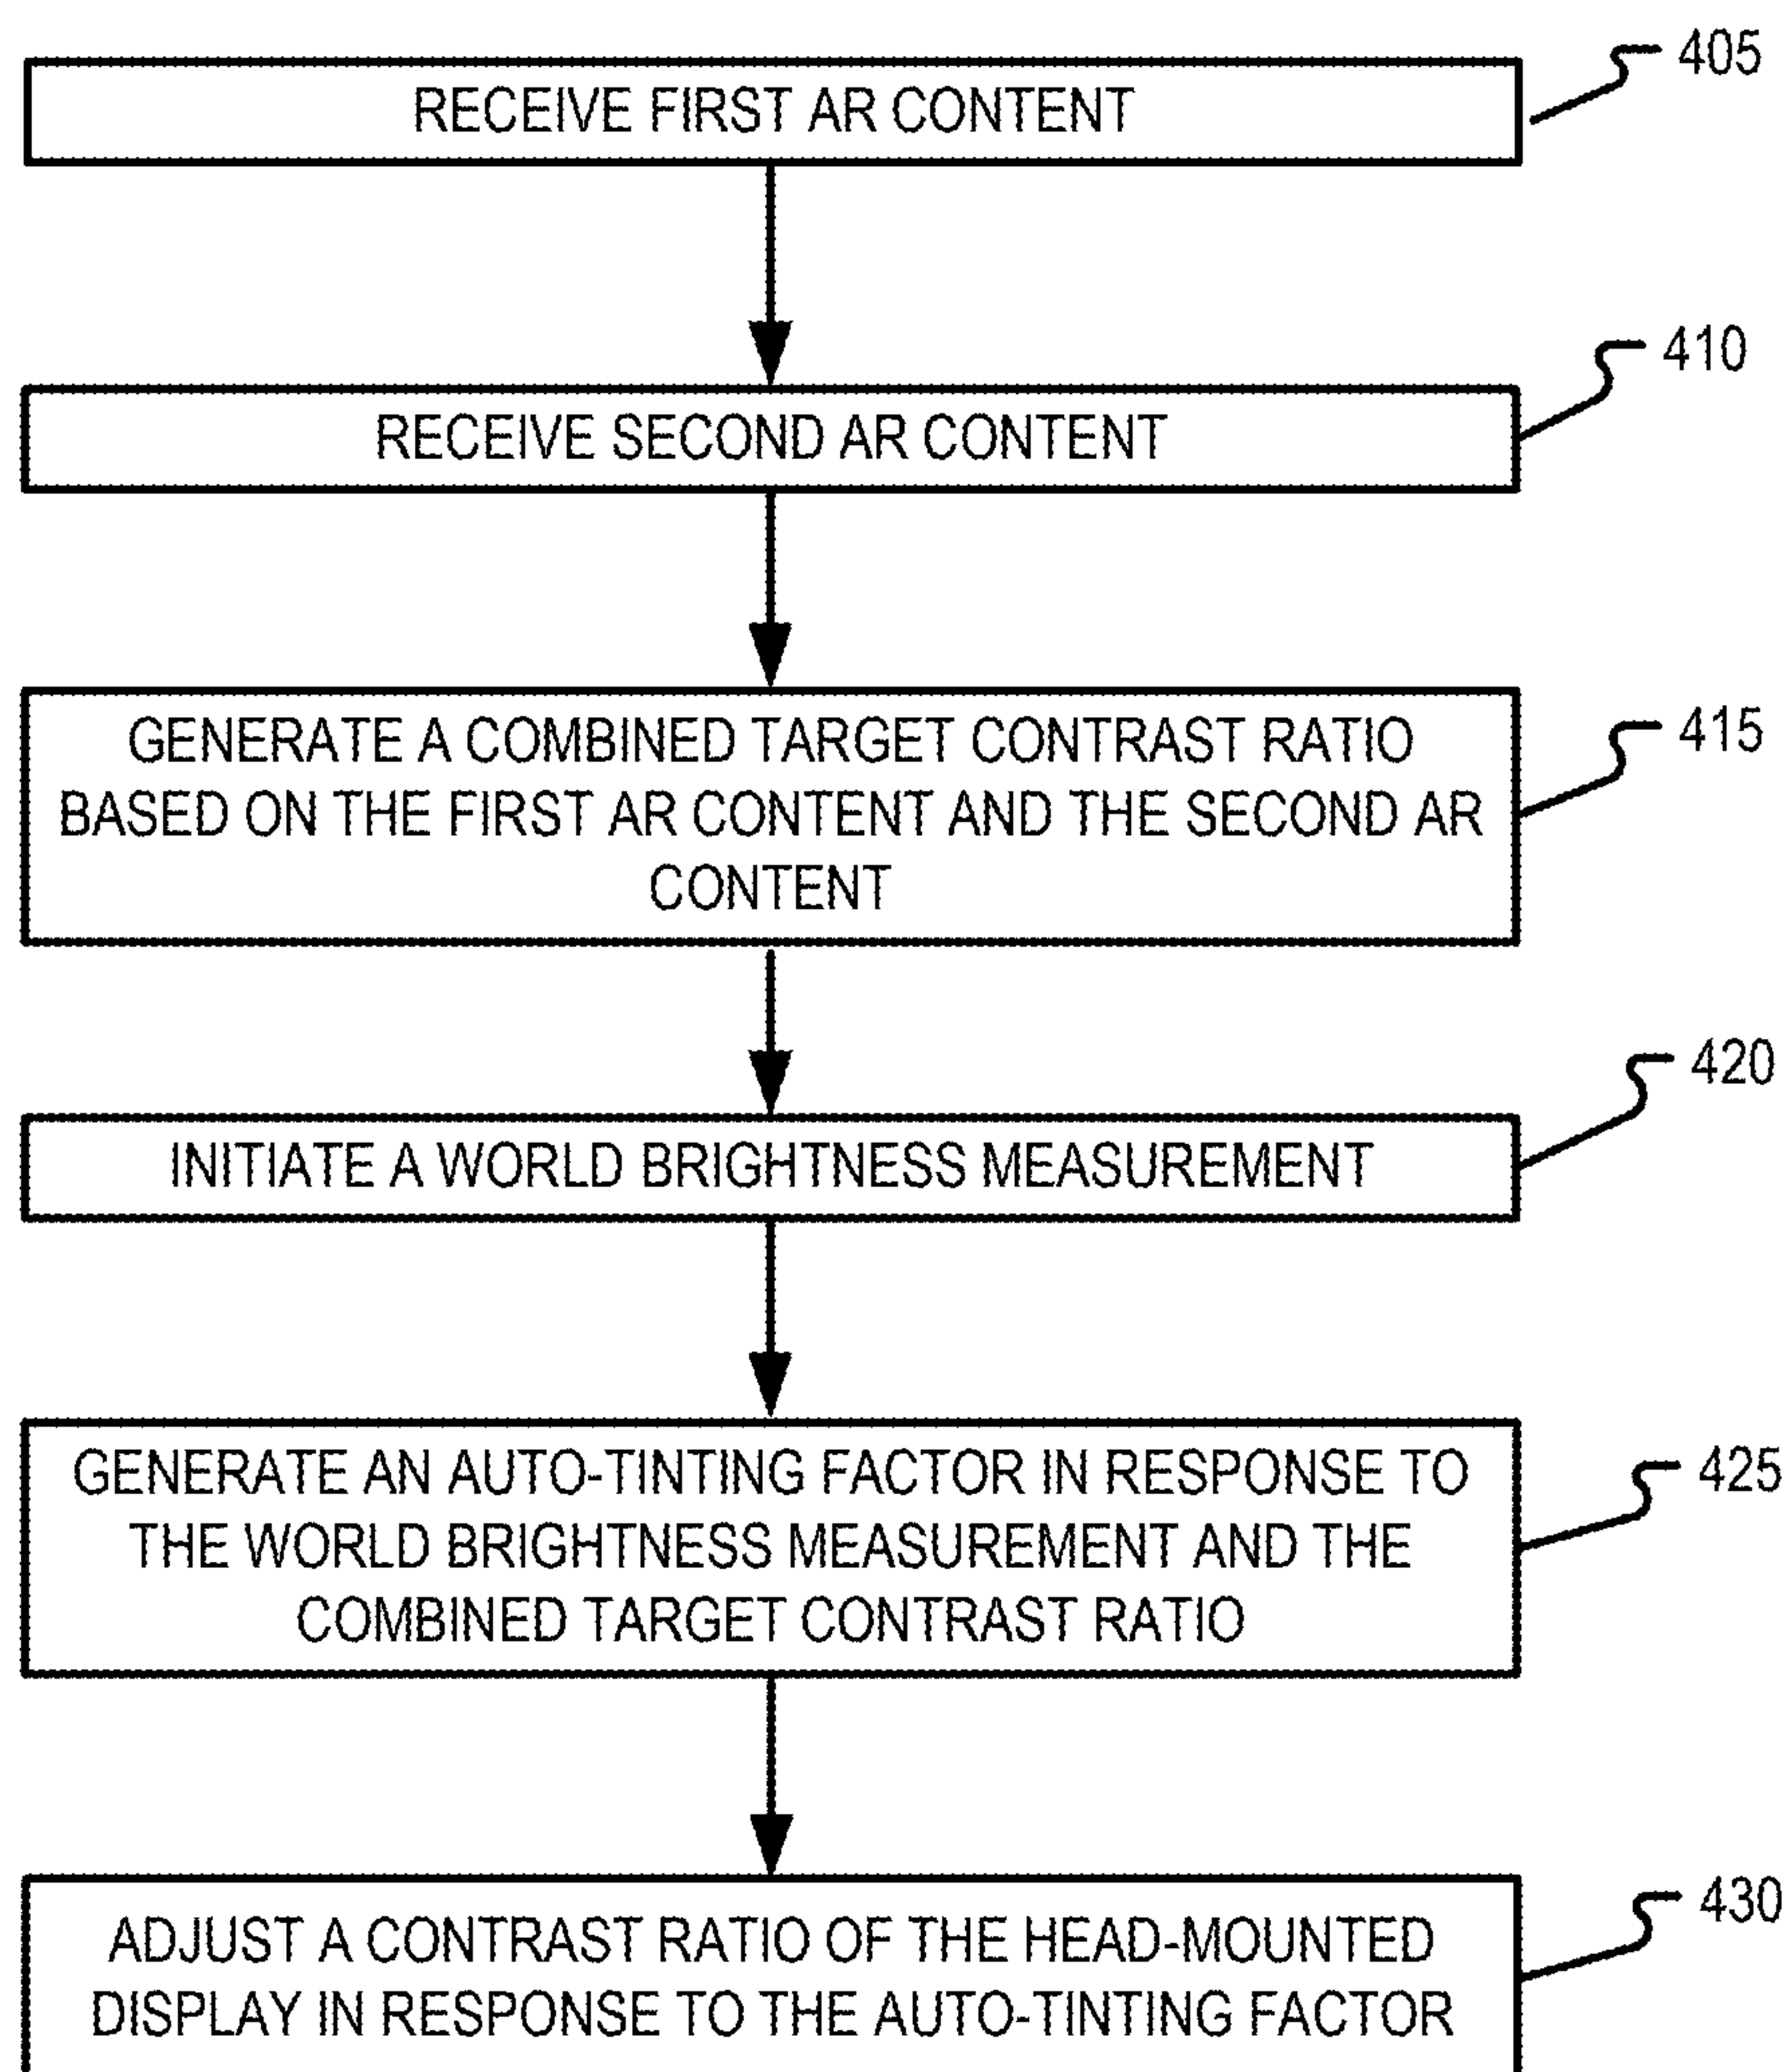 405
RECEIVE FIRST AR CONTENT
410
RECEIVE SECOND AR CONTENT
GENERATE A COMBINED TARGET CONTRAST RATIO
415
BASED ON THE FIRST AR CONTENT AND THE SECOND AR
CONTENT
420
INITIATE A WORLD BRIGHTNESS MEASUREMENT
GENERATE AN AUTO-TINTING FACTOR IN RESPONSE TO
425
THE WORLD BRIGHTNESS MEASUREMENT AND THE
COMBINED TARGET CONTRAST RATIO
430
ADJUST A CONTRAST RATIO OF THE HEAD-MOUNTED
DISPLAY IN RESPONSE TO THE AUTO-TINTING FACTOR